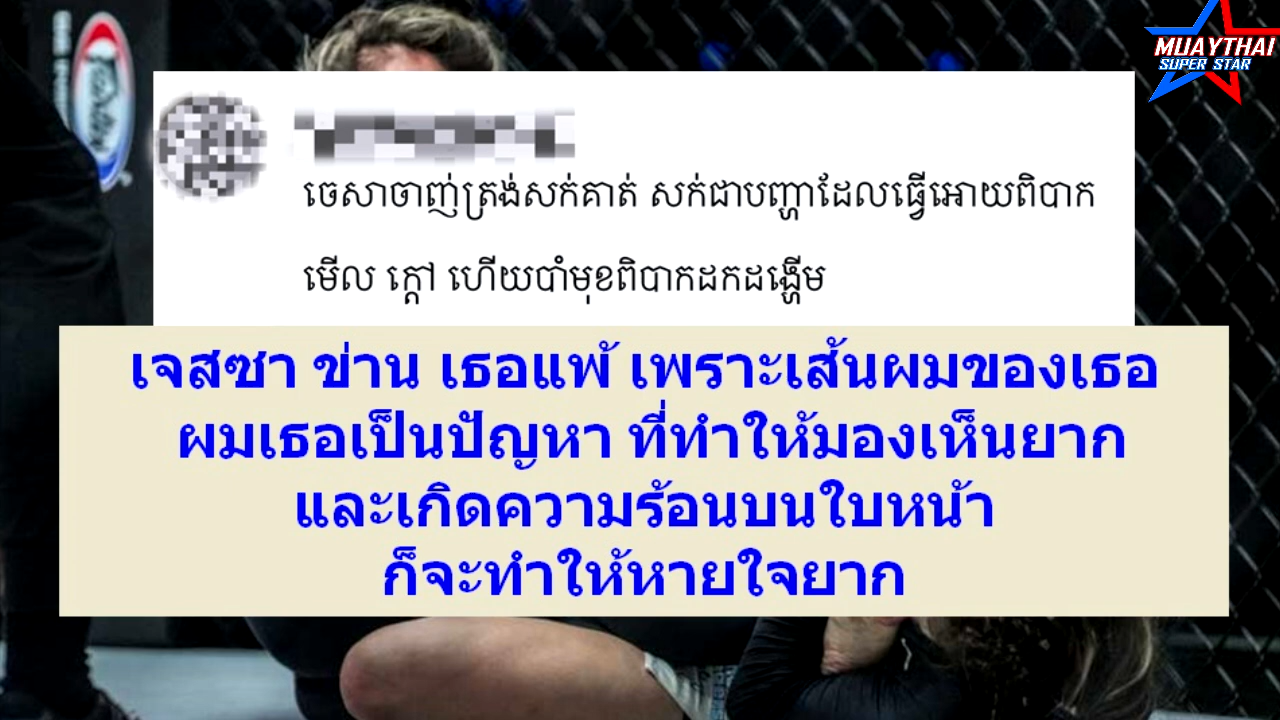 MUAYTHAI
SUPER STAR
ចេសាចាញ់ត្រង់សក់គាត់ សក់ជាបញ្ហាដែលធ្វើអោយពិបាក
មើល ក្ដៅ ហើយបាំមុខពិបាកដកដង្ហើម
เจสซา ข่าน เธอแพ้ เพราะเส้นผมของเธอ
ผมเธอเป็นปัญหา ที่ทำให้มองเห็นยาก
และเกิดความร้อนบนใบหน้า
ก็จะทำให้หายใจยาก